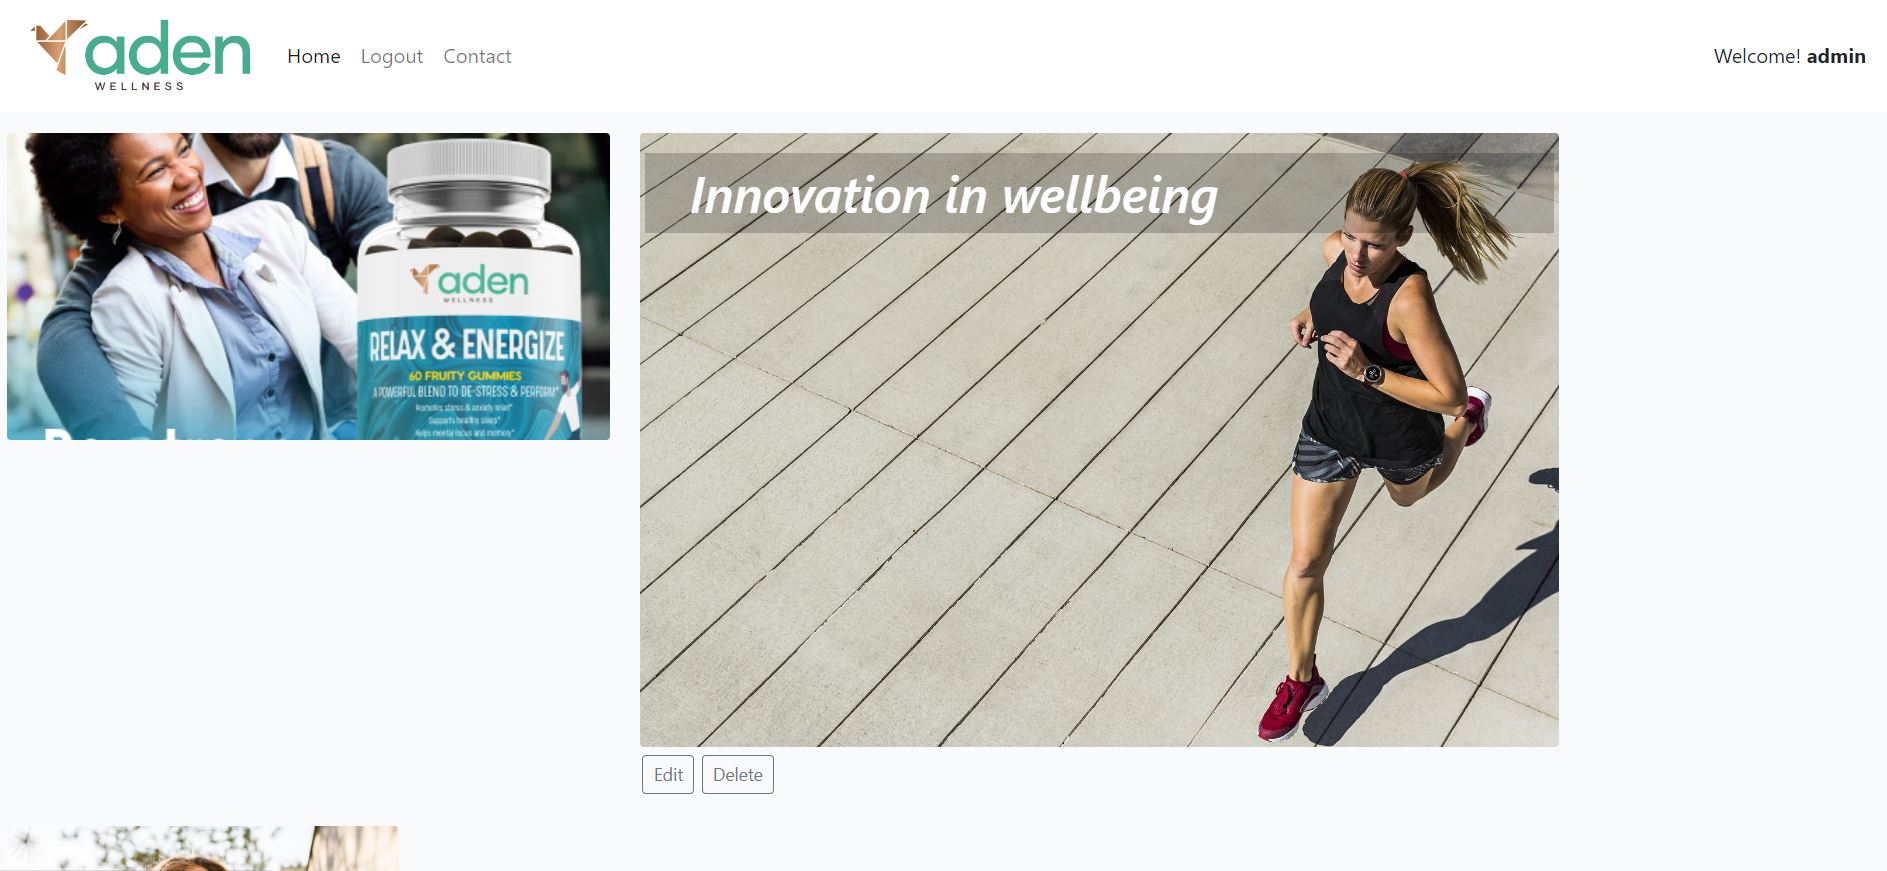 aden
WELLNESS
Home Logout Contact
Welcome! admin
aden
WELLNESS
RELAX & ENERGIZE
60 FRUITY GUMMIES
A POWERFUL BLEND TO DE-STRESS & PERFORM*
Promotes stress & anxiety relief*
Supports healthy sleep*
Helps mental focus and memory*
Innovation in wellbeing
Edit Delete